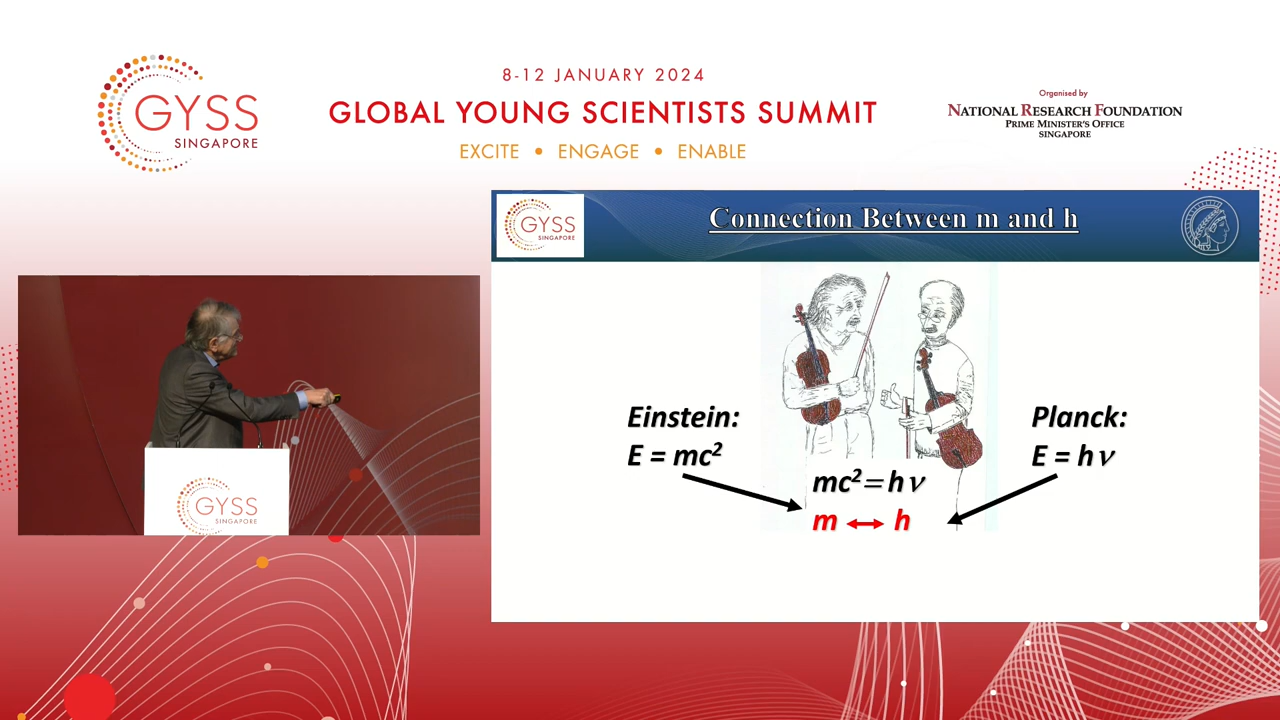 GYSS
SINGAPORE
8-12 JANUARY 2024
GLOBAL YOUNG SCIENTISTS SUMMIT
EXCITE • ENGAGE • ENABLE
Organised by
NATIONAL RESEARCH FOUNDATION
PRIME MINISTER'S OFFICE
SINGAPORE
GYSS
SINGAPORE
Connection Between m and h
Einstein:
E = mc²
Planck:
E = hν
mc² = hν
m ↔ h
GYSS
SINGAPORE